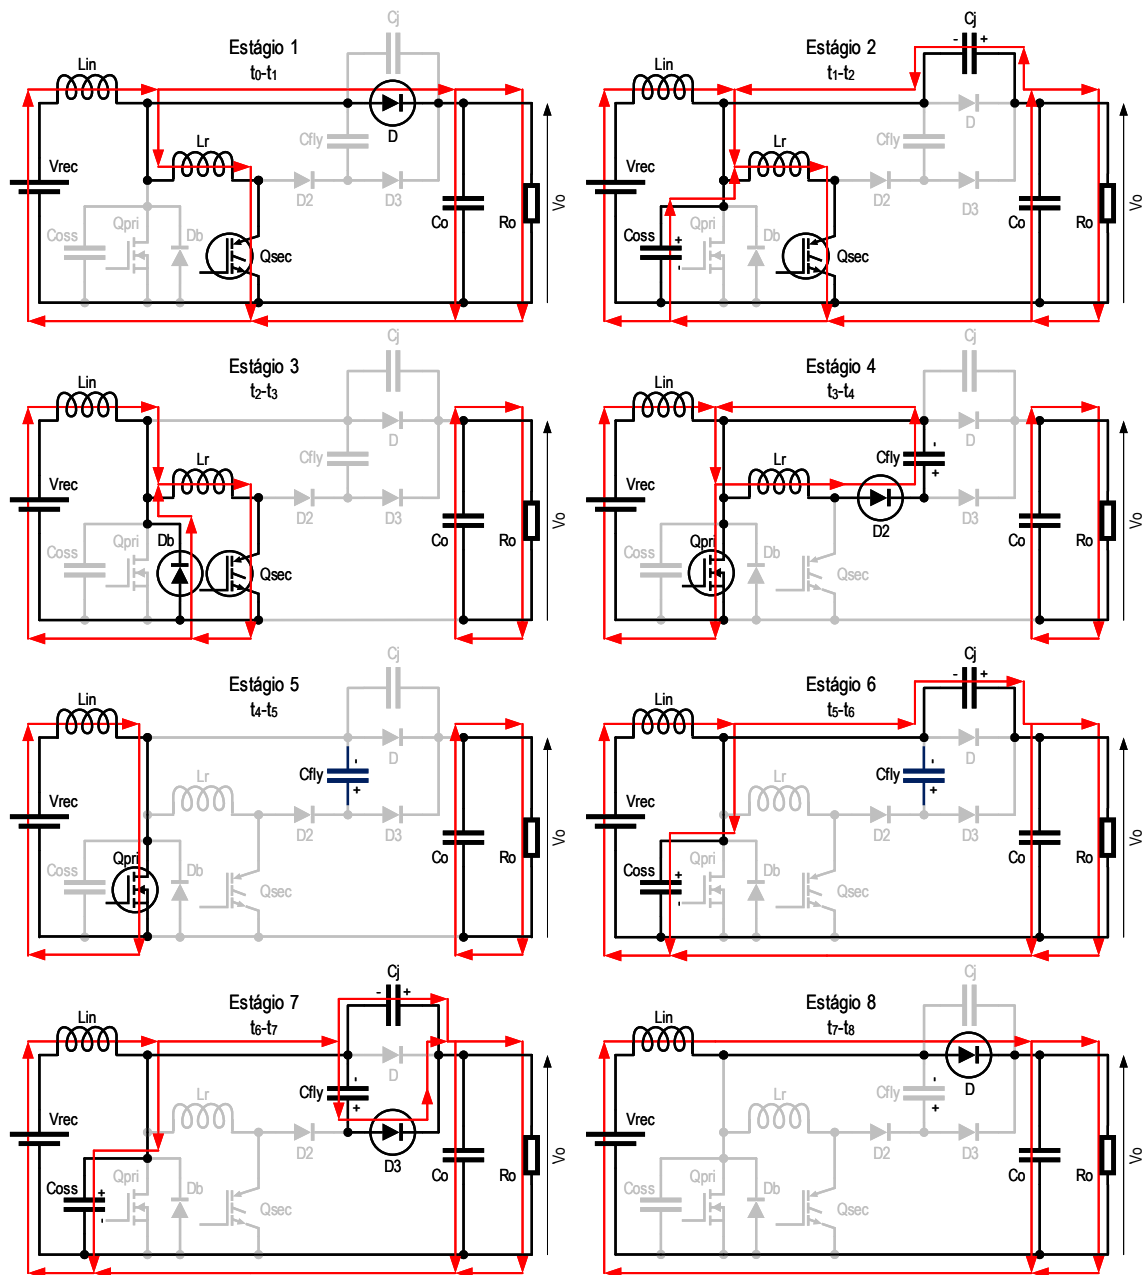 Estágio 1
t0-t1
Lin
Cj
- +
D
Cfly
Lr
D2
D3
Vrec
Coss
Qpri
Db
Qsec
Co
Ro
Vo
Estágio 2
t1-t2
Lin
Cj
- +
D
Cfly
Lr
D2
D3
Vrec
Coss
+
-
Qpri
Db
Qsec
Co
Ro
Vo
Estágio 3
t2-t3
Lin
Cj
D
Cfly
Lr
D2
D3
Vrec
Coss
Qpri
Db
Qsec
Co
Ro
Vo
Estágio 4
t3-t4
Lin
Cj
D
Cfly
-
+
Lr
D2
D3
Vrec
Coss
Qpri
Db
Qsec
Co
Ro
Vo
Estágio 5
t4-t5
Lin
Cj
D
Cfly
-
+
Lr
D2
D3
Vrec
Coss
Qpri
Db
Qsec
Co
Ro
Vo
Estágio 6
t5-t6
Lin
Cj
- +
D
Cfly
-
+
Lr
D2
D3
Vrec
Coss
+
-
Qpri
Db
Qsec
Co
Ro
Vo
Estágio 7
t6-t7
Lin
Cj
- +
D
Cfly
-
+
Lr
D2
D3
Vrec
Coss
+
-
Qpri
Db
Qsec
Co
Ro
Vo
Estágio 8
t7-t8
Lin
Cj
D
Cfly
-
+
Lr
D2
D3
Vrec
Coss
Qpri
Db
Qsec
Co
Ro
Vo